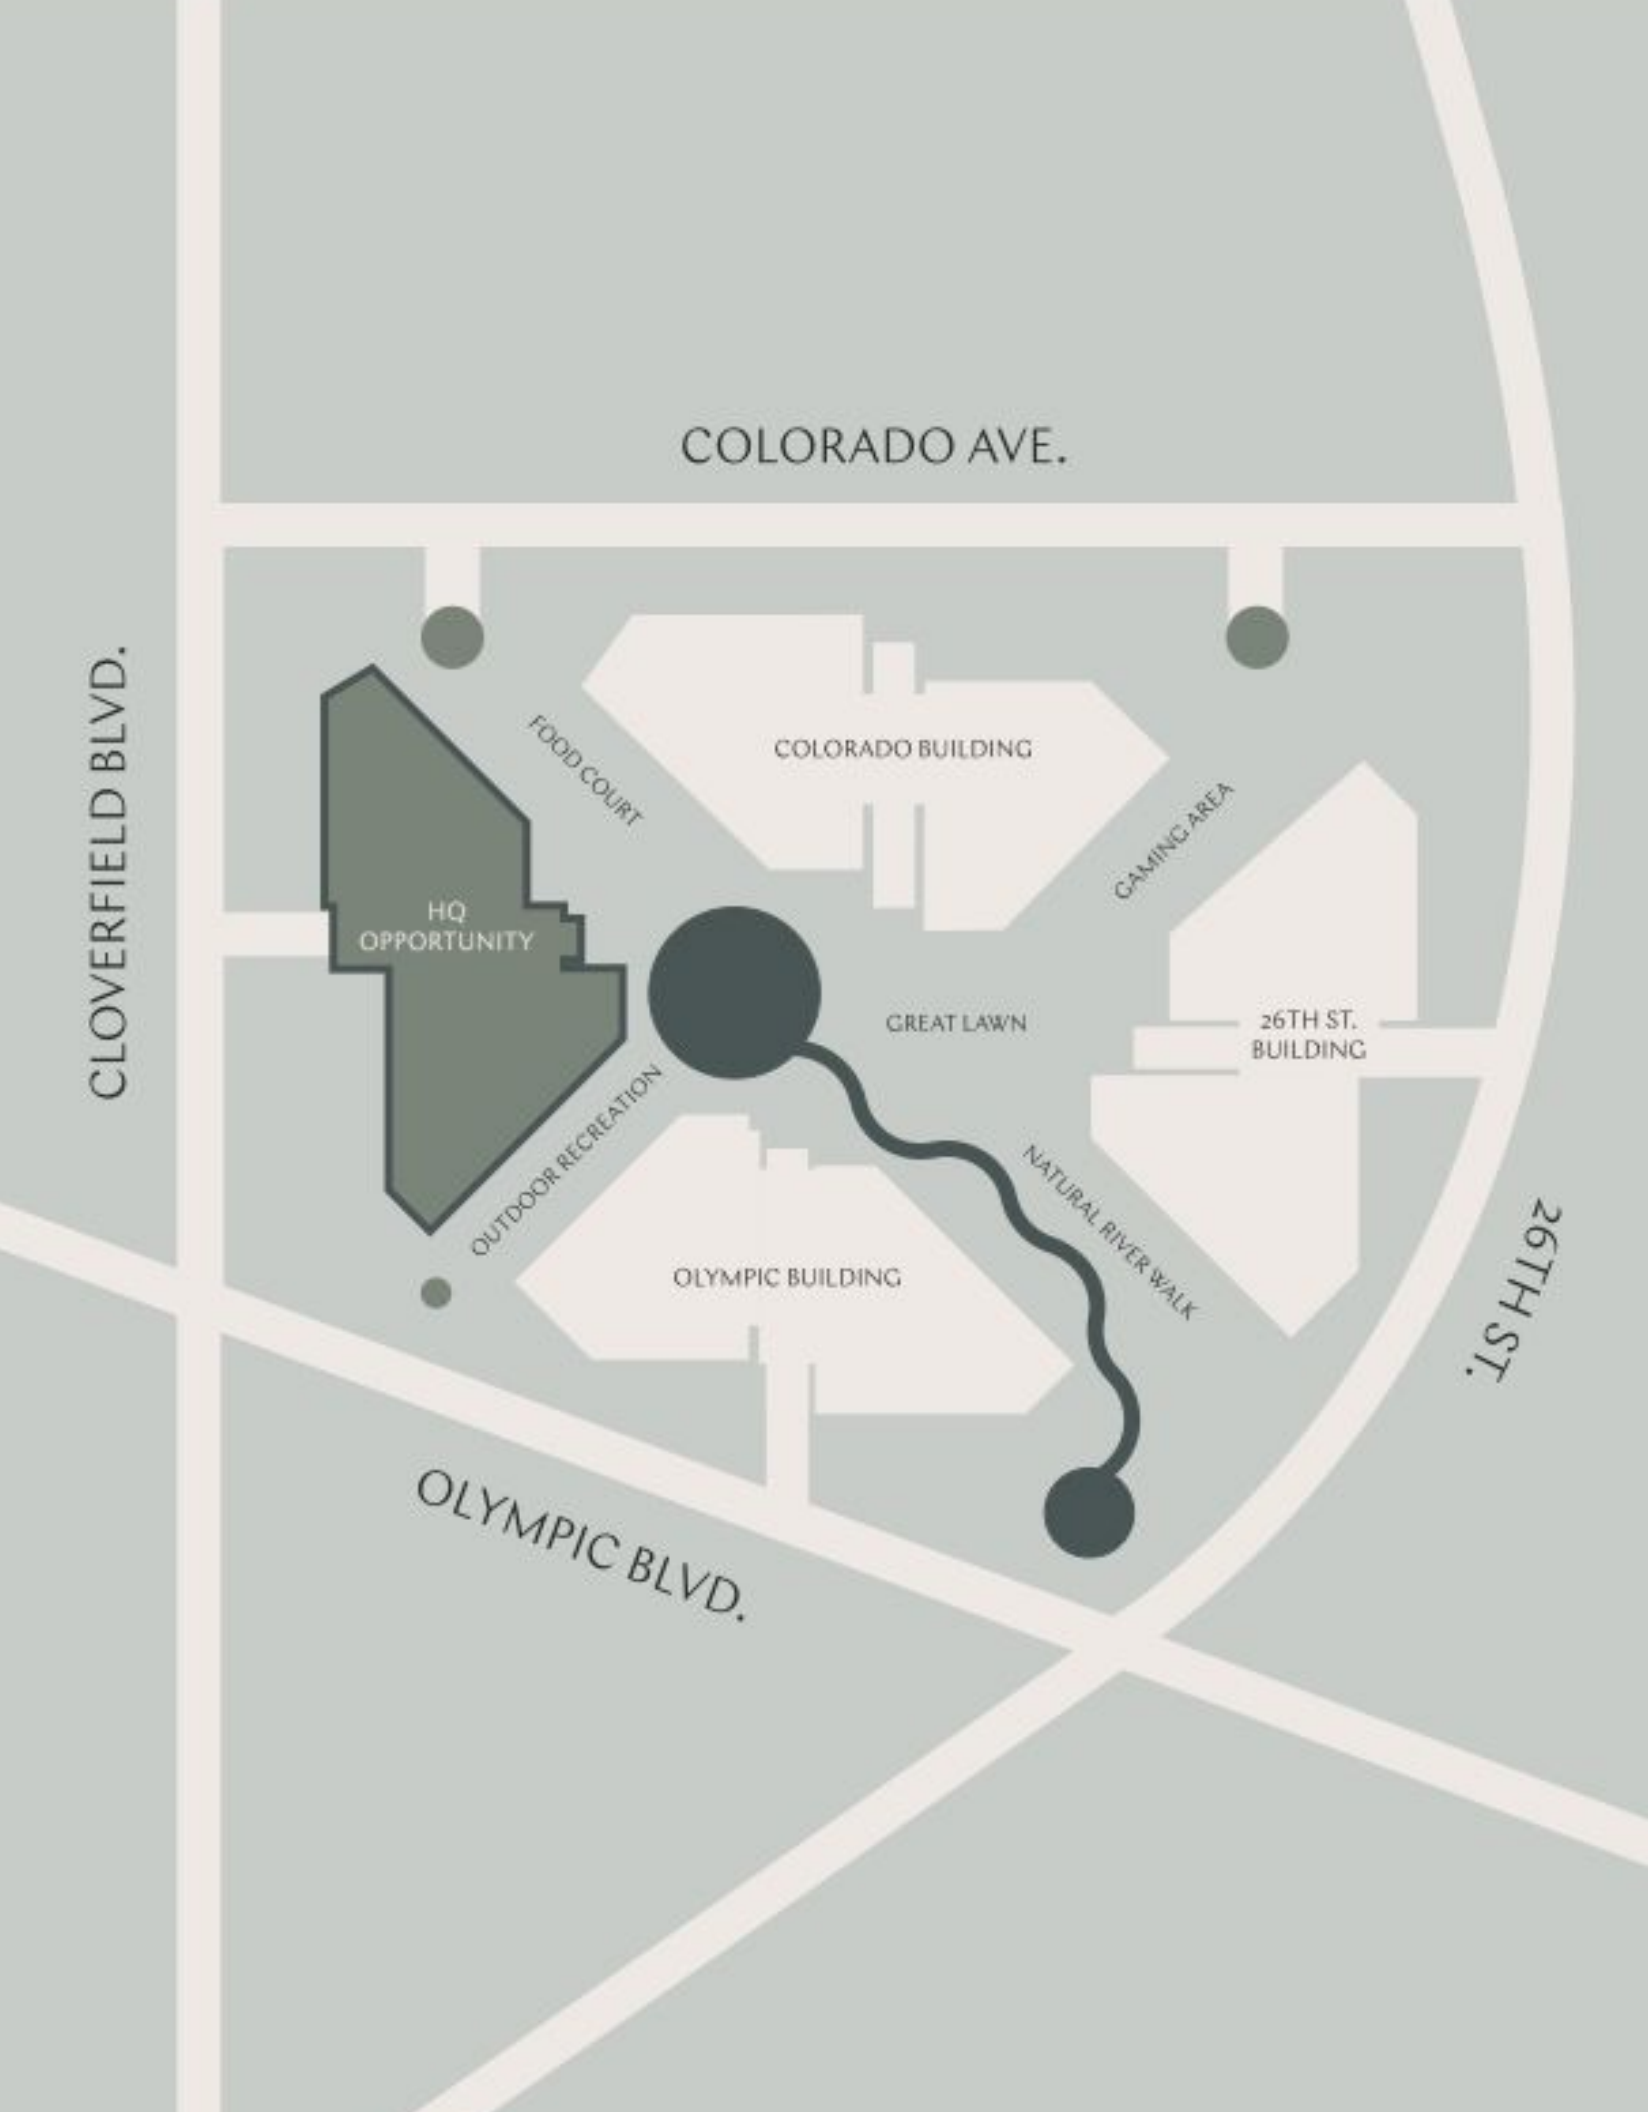 COLORADO AVE.
CLOVERFIELD BLVD.
FOOD COURT
COLORADO BUILDING
GAMING AREA
HQ
OPPORTUNITY
GREAT LAWN
26TH ST.
BUILDING
OUTDOOR RECREATION
NATURAL RIVER WALK
OLYMPIC BUILDING
26TH ST.
OLYMPIC BLVD.